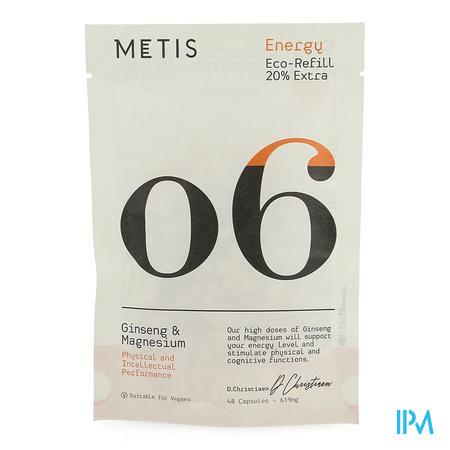 METIS
Energy
Eco-Refill
20% Extra
06
Ginseng &
Magnesium
Physical and
Intellectual
Performance
Suitable for Vegans
Our high doses of Ginseng
and Magnesium will support
your energy level and
stimulate physical and
cognitive functions.
D.Christiaen D. Christiaen
48 Capsules - 619mg
IPM